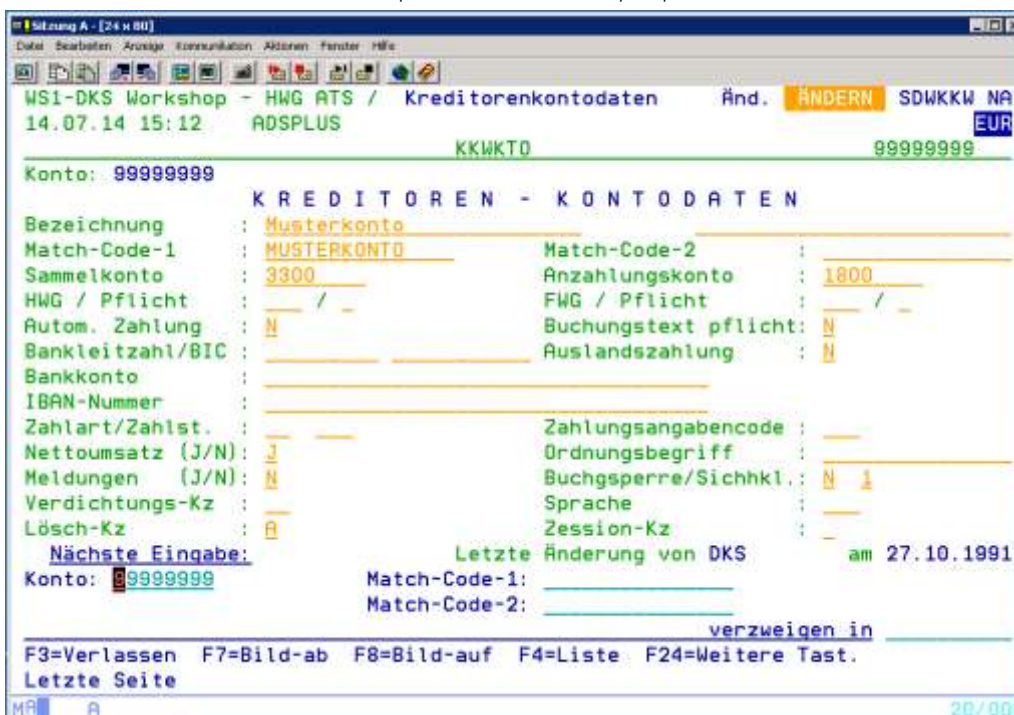 Sitzung A - [24 x 80]
Datei Bearbeiten Anzeige Kommunikation Aktionen Fenster Hilfe
WS1-DKS Workshop - HWG ATS / Kreditorenkontodaten Änd. ÄNDERN SDWKKW NA
14.07.14 15:12 ADSPLUS EUR
KKWKTO 99999999
Konto: 99999999
K R E D I T O R E N - K O N T O D A T E N
Bezeichnung : Musterkonto
Match-Code-1 : MUSTERKONTO Match-Code-2 :
Sammelkonto : 3300 Anzahlungskonto : 1800
HWG / Pflicht : / FWG / Pflicht : /
Autom. Zahlung : N Buchungstext pflicht: N
Bankleitzahl/BIC : Auslandszahlung : N
Bankkonto :
IBAN-Nummer :
Zahlart/Zahlst. : Zahlungsangabencode :
Nettoumsatz (J/N): J Ordnungsbegriff :
Meldungen (J/N): N Buchgsperre/Sichhkl.: N 1
Verdichtungs-Kz : Sprache :
Lösch-Kz : A Zession-Kz :
Nächste Eingabe: Letzte Änderung von DKS am 27.10.1991
Konto: 99999999 Match-Code-1:
Match-Code-2:
verzweigen in
F3=Verlassen F7=Bild-ab F8=Bild-auf F4=Liste F24=Weitere Tast.
Letzte Seite
MA A 20/00